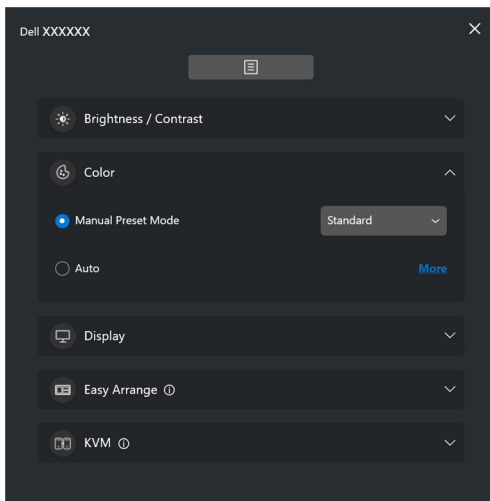 Dell XXXXXX
Brightness / Contrast
Color
Manual Preset Mode Standard
Auto More
Display
Easy Arrange
KVM